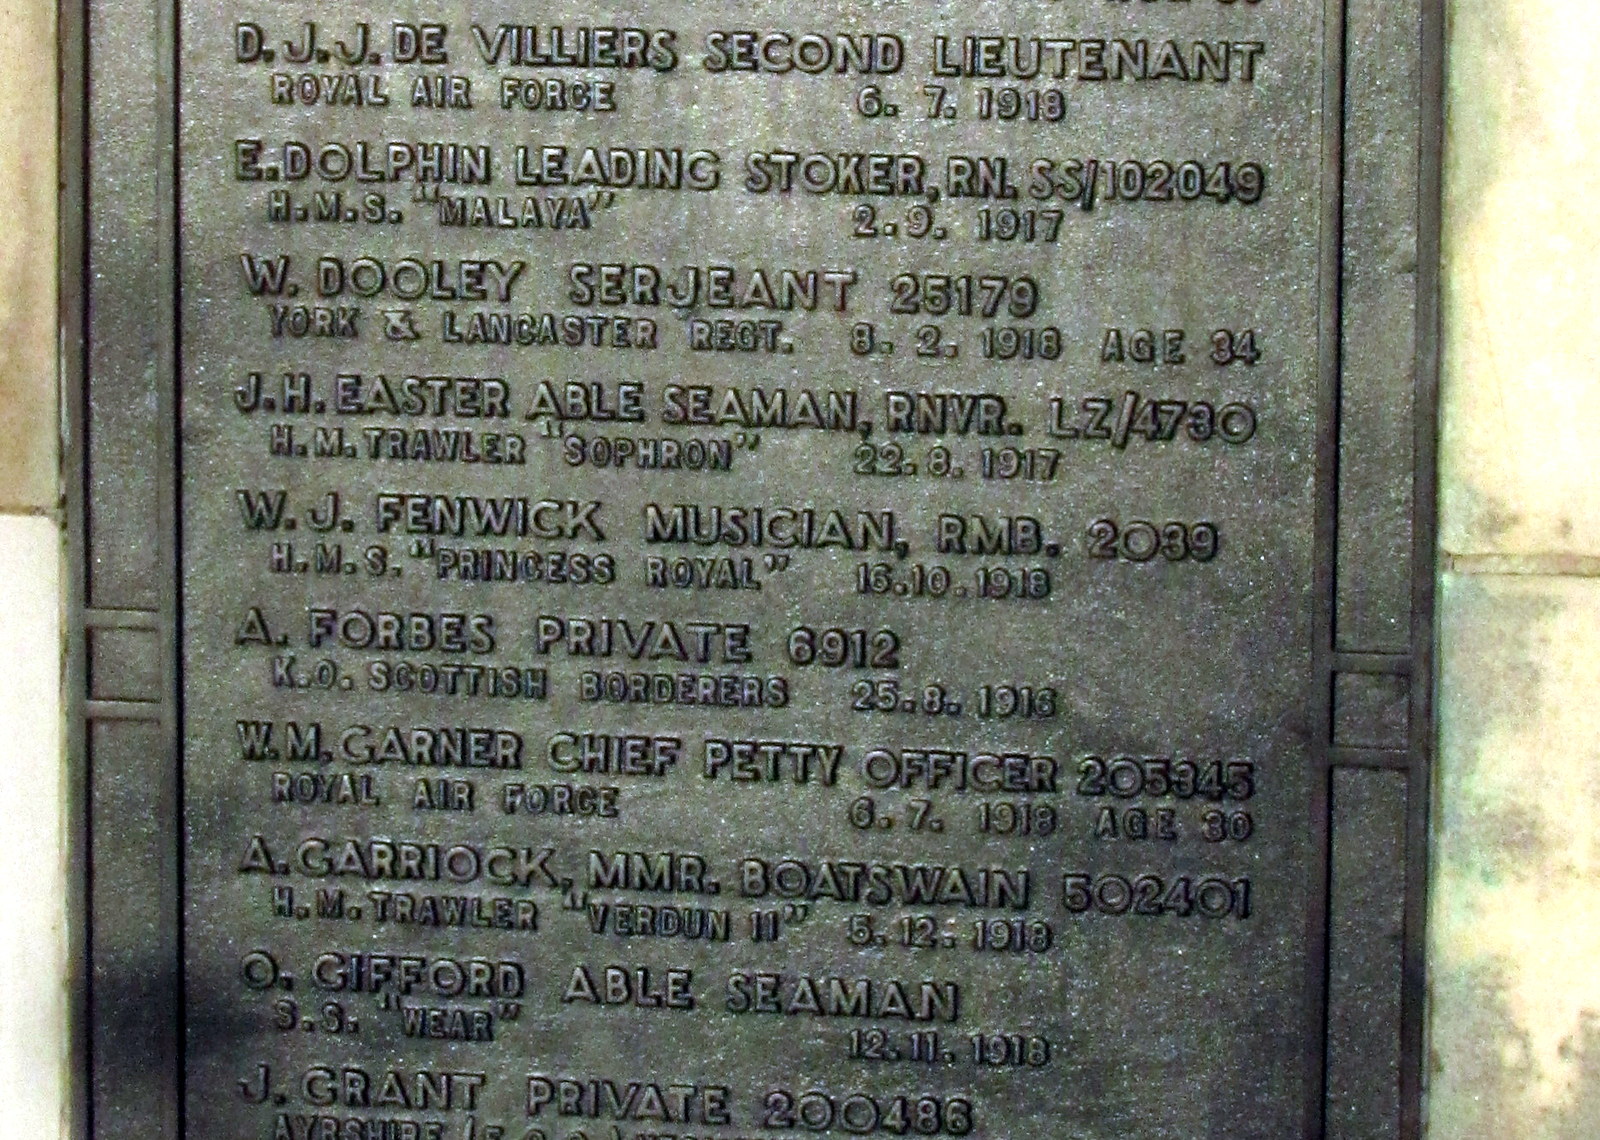 D.J.J. DE VILLIERS SECOND LIEUTENANT
ROYAL AIR FORCE 6. 7. 1918
E. DOLPHIN LEADING STOKER, RN. SS/102049
H.M.S. "MALAYA" 2.9. 1917
W. DOOLEY SERJEANT 25179
YORK & LANCASTER REGT. 8. 2. 1918 AGE 34
J.H. EASTER ABLE SEAMAN, RNVR. LZ/4730
H.M. TRAWLER "SOPHRON" 22.8. 1917
W. J. FENWICK MUSICIAN, RMB. 2039
H.M.S. "PRINCESS ROYAL" 16.10.1918
A. FORBES PRIVATE 6912
K.O. SCOTTISH BORDERERS 25.8. 1916
W.M. GARNER CHIEF PETTY OFFICER 205345
ROYAL AIR FORCE 6.7. 1918 AGE 30
A. GARRIOCK, MMR. BOATSWAIN 502401
H.M. TRAWLER "VERDUN 11" 5.12. 1918
O. GIFFORD ABLE SEAMAN
S.S. "WEAR" 12.11. 1918
J. GRANT PRIVATE 200486
AYRSHIRE